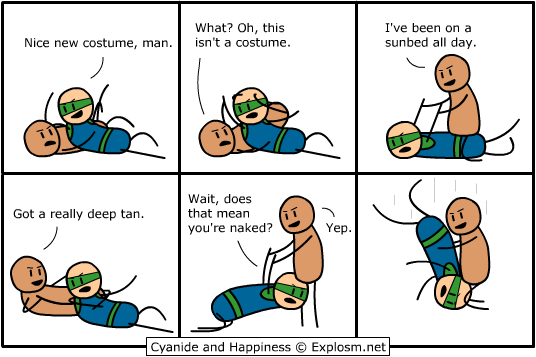 Nice new costume, man.
What? Oh, this
isn't a costume.
I've been on a
sunbed all day.
Got a really deep tan.
Wait, does
that mean
you're naked?
Yep.
Cyanide and Happiness © Explosm.net